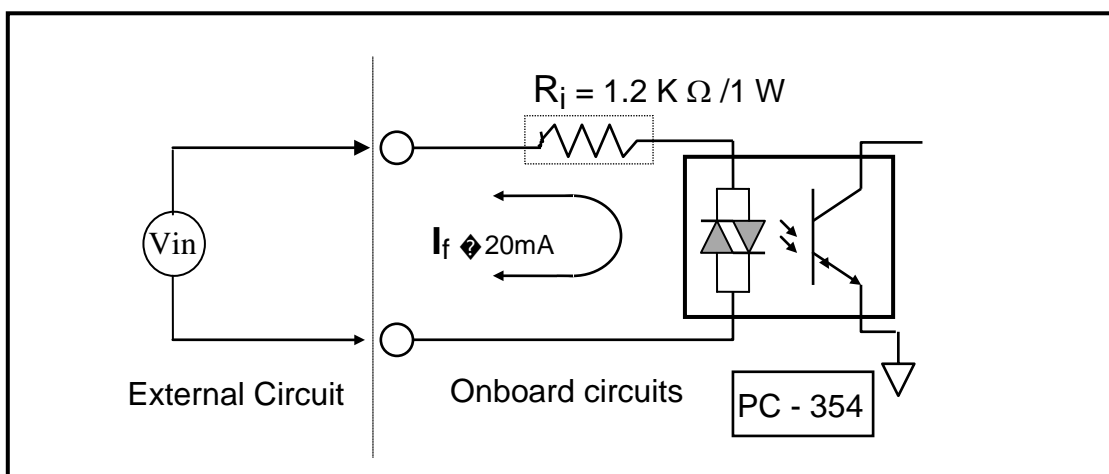 Ri = 1.2 K Ω /1 W
Vin
If � 20mA
External Circuit
Onboard circuits
PC - 354